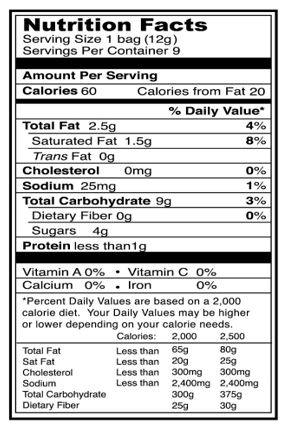 Nutrition Facts
Serving Size 1 bag (12g)
Servings Per Container 9
Amount Per Serving
Calories 60 Calories from Fat 20
% Daily Value*
Total Fat 2.5g 4%
Saturated Fat 1.5g 8%
Trans Fat 0g
Cholesterol 0mg 0%
Sodium 25mg 1%
Total Carbohydrate 9g 3%
Dietary Fiber 0g 0%
Sugars 4g
Protein less than1g
Vitamin A 0% • Vitamin C 0%
Calcium 0% • Iron 0%
*Percent Daily Values are based on a 2,000
calorie diet. Your Daily Values may be higher
or lower depending on your calorie needs.
Calories: 2,000 2,500
Total Fat Less than 65g 80g
Sat Fat Less than 20g 25g
Cholesterol Less than 300mg 300mg
Sodium Less than 2,400mg 2,400mg
Total Carbohydrate 300g 375g
Dietary Fiber 25g 30g